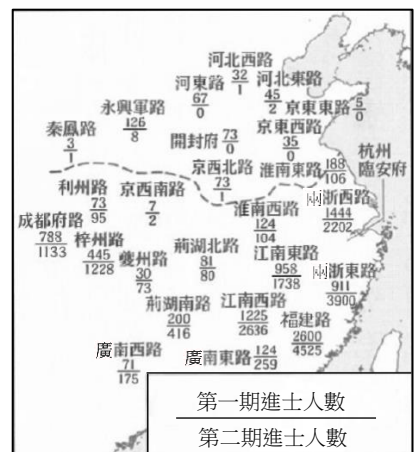 河北西路
32
1
河東路
67
0
河北東路
45
2
京東東路 5
0
永興軍路
126
8
秦鳳路
3
1
開封府 73
0
京東西路
35
0
京西北路
73
1
淮南東路 188
106
杭州
臨安府
利州路
73
95
京西南路
7
2
淮南西路
124
104
兩浙西路
1444
2202
成都府路
788
1133
梓州路
445
1228
夔州路
30
73
荊湖北路
81
80
江南東路
958
1738
兩浙東路
911
3900
荊湖南路
200
416
江南西路
1225
2636
福建路
2600
4525
廣南西路
71
175
廣南東路 124
259
第一期進士人數
第二期進士人數